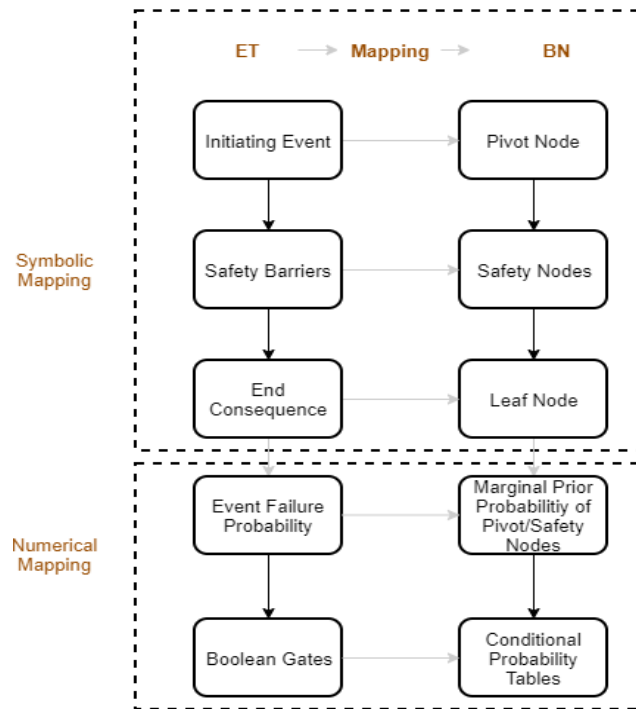 ET
Mapping
BN
Initiating Event
Pivot Node
Symbolic
Mapping
Safety Barriers
Safety Nodes
End
Consequence
Leaf Node
Numerical
Mapping
Event Failure
Probability
Marginal Prior
Probabilitiy of
Pivot/Safety
Nodes
Boolean Gates
Conditional
Probability
Tables